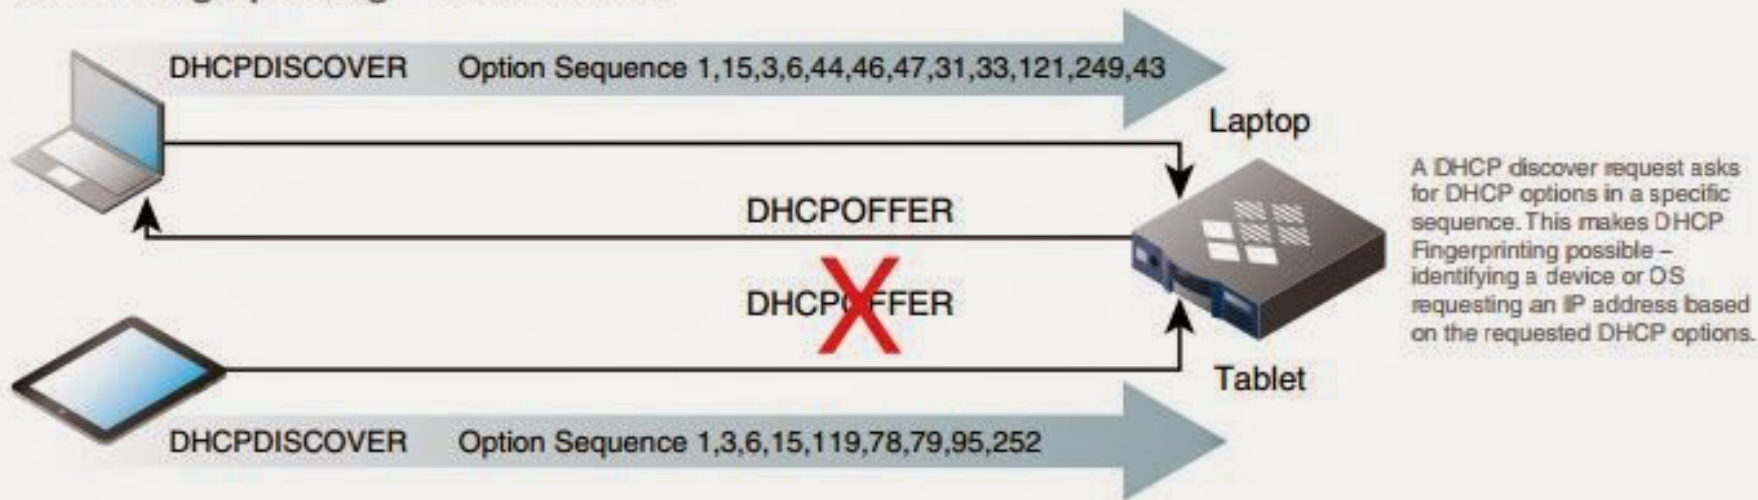 DHCPDISCOVER Option Sequence 1,15,3,6,44,46,47,31,33,121,249,43
Laptop
DHCPOFFER
DHCPOFFER
A DHCP discover request asks
for DHCP options in a specific
sequence. This makes DHCP
Fingerprinting possible –
identifying a device or OS
requesting an IP address based
on the requested DHCP options.
Tablet
DHCPDISCOVER Option Sequence 1,3,6,15,119,78,79,95,252